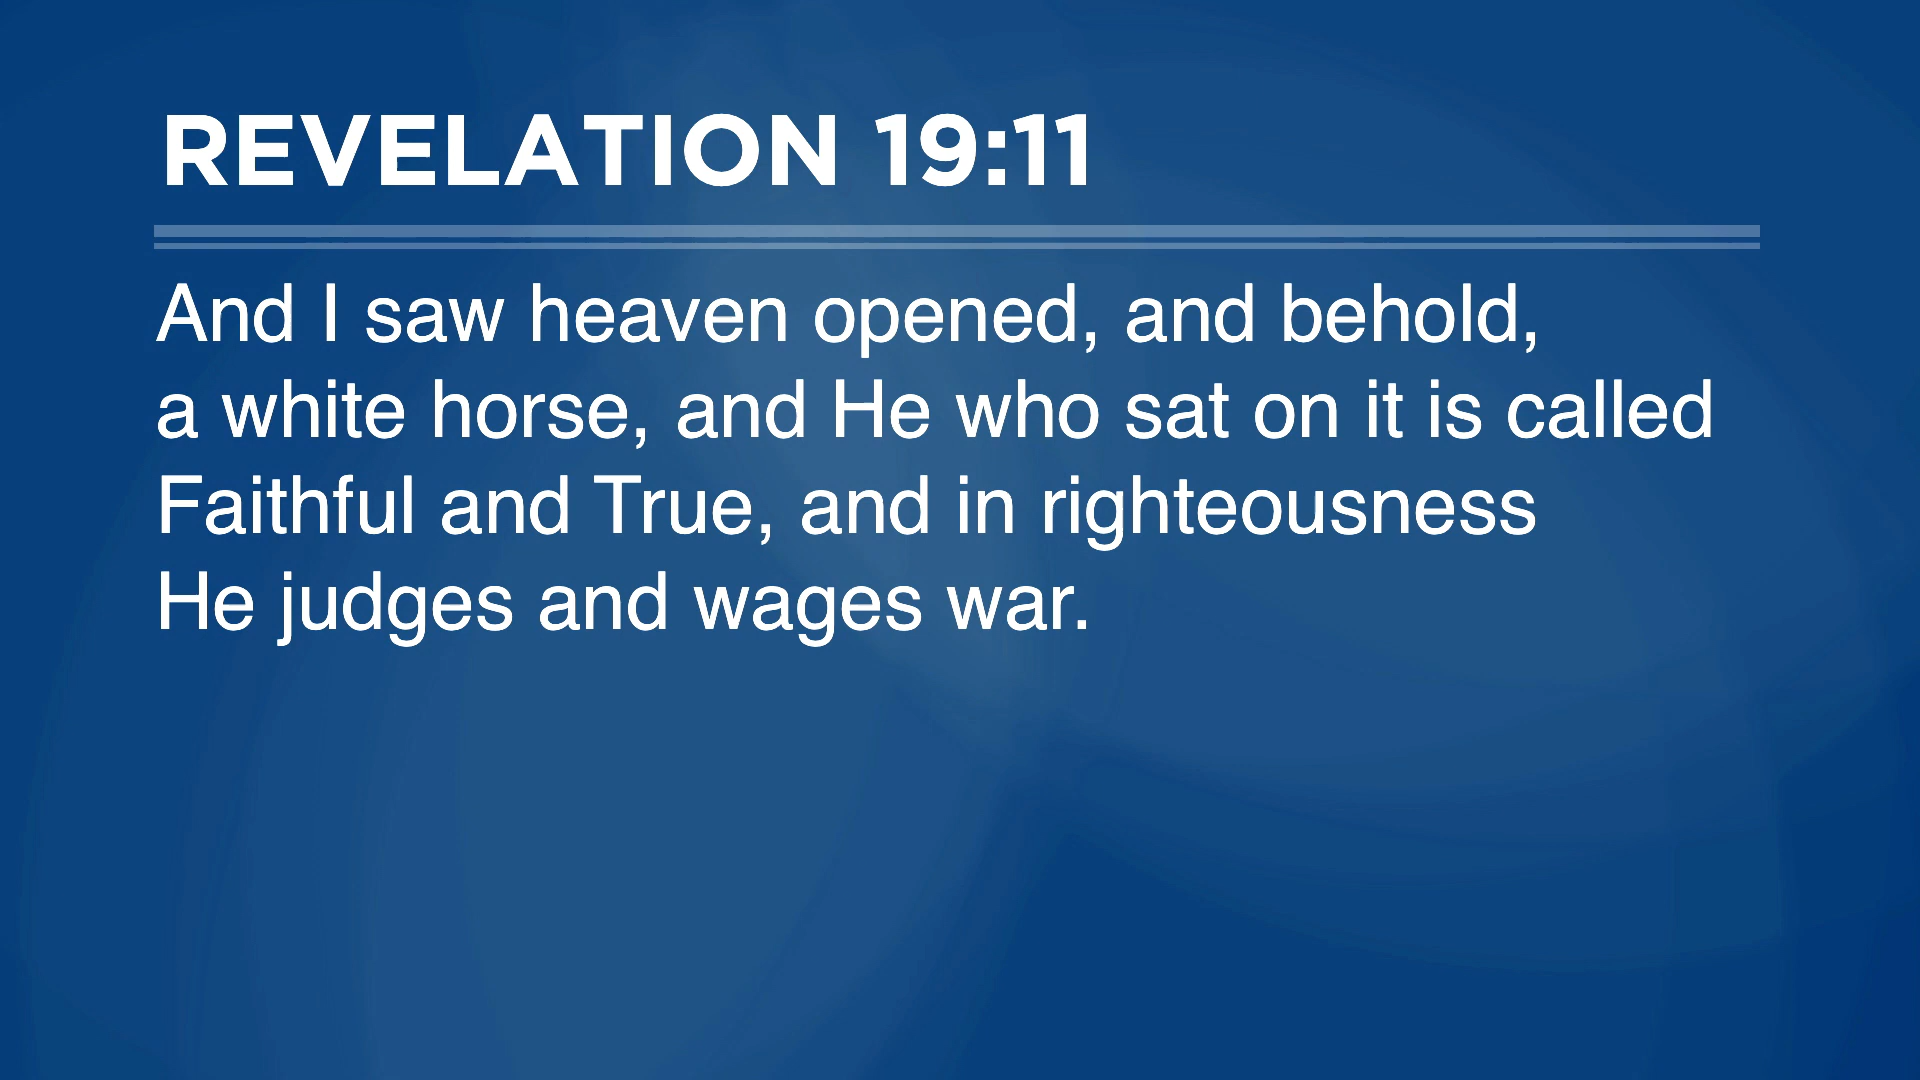 REVELATION 19:11
And I saw heaven opened, and behold,
a white horse, and He who sat on it is called
Faithful and True, and in righteousness
He judges and wages war.